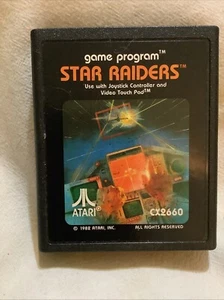 game program™
STAR RAIDERS™
Use with Joystick Controller and
Video Touch Pad™
ATARI®
CX2660
© 1982 ATARI, INC.
ALL RIGHTS RESERVED